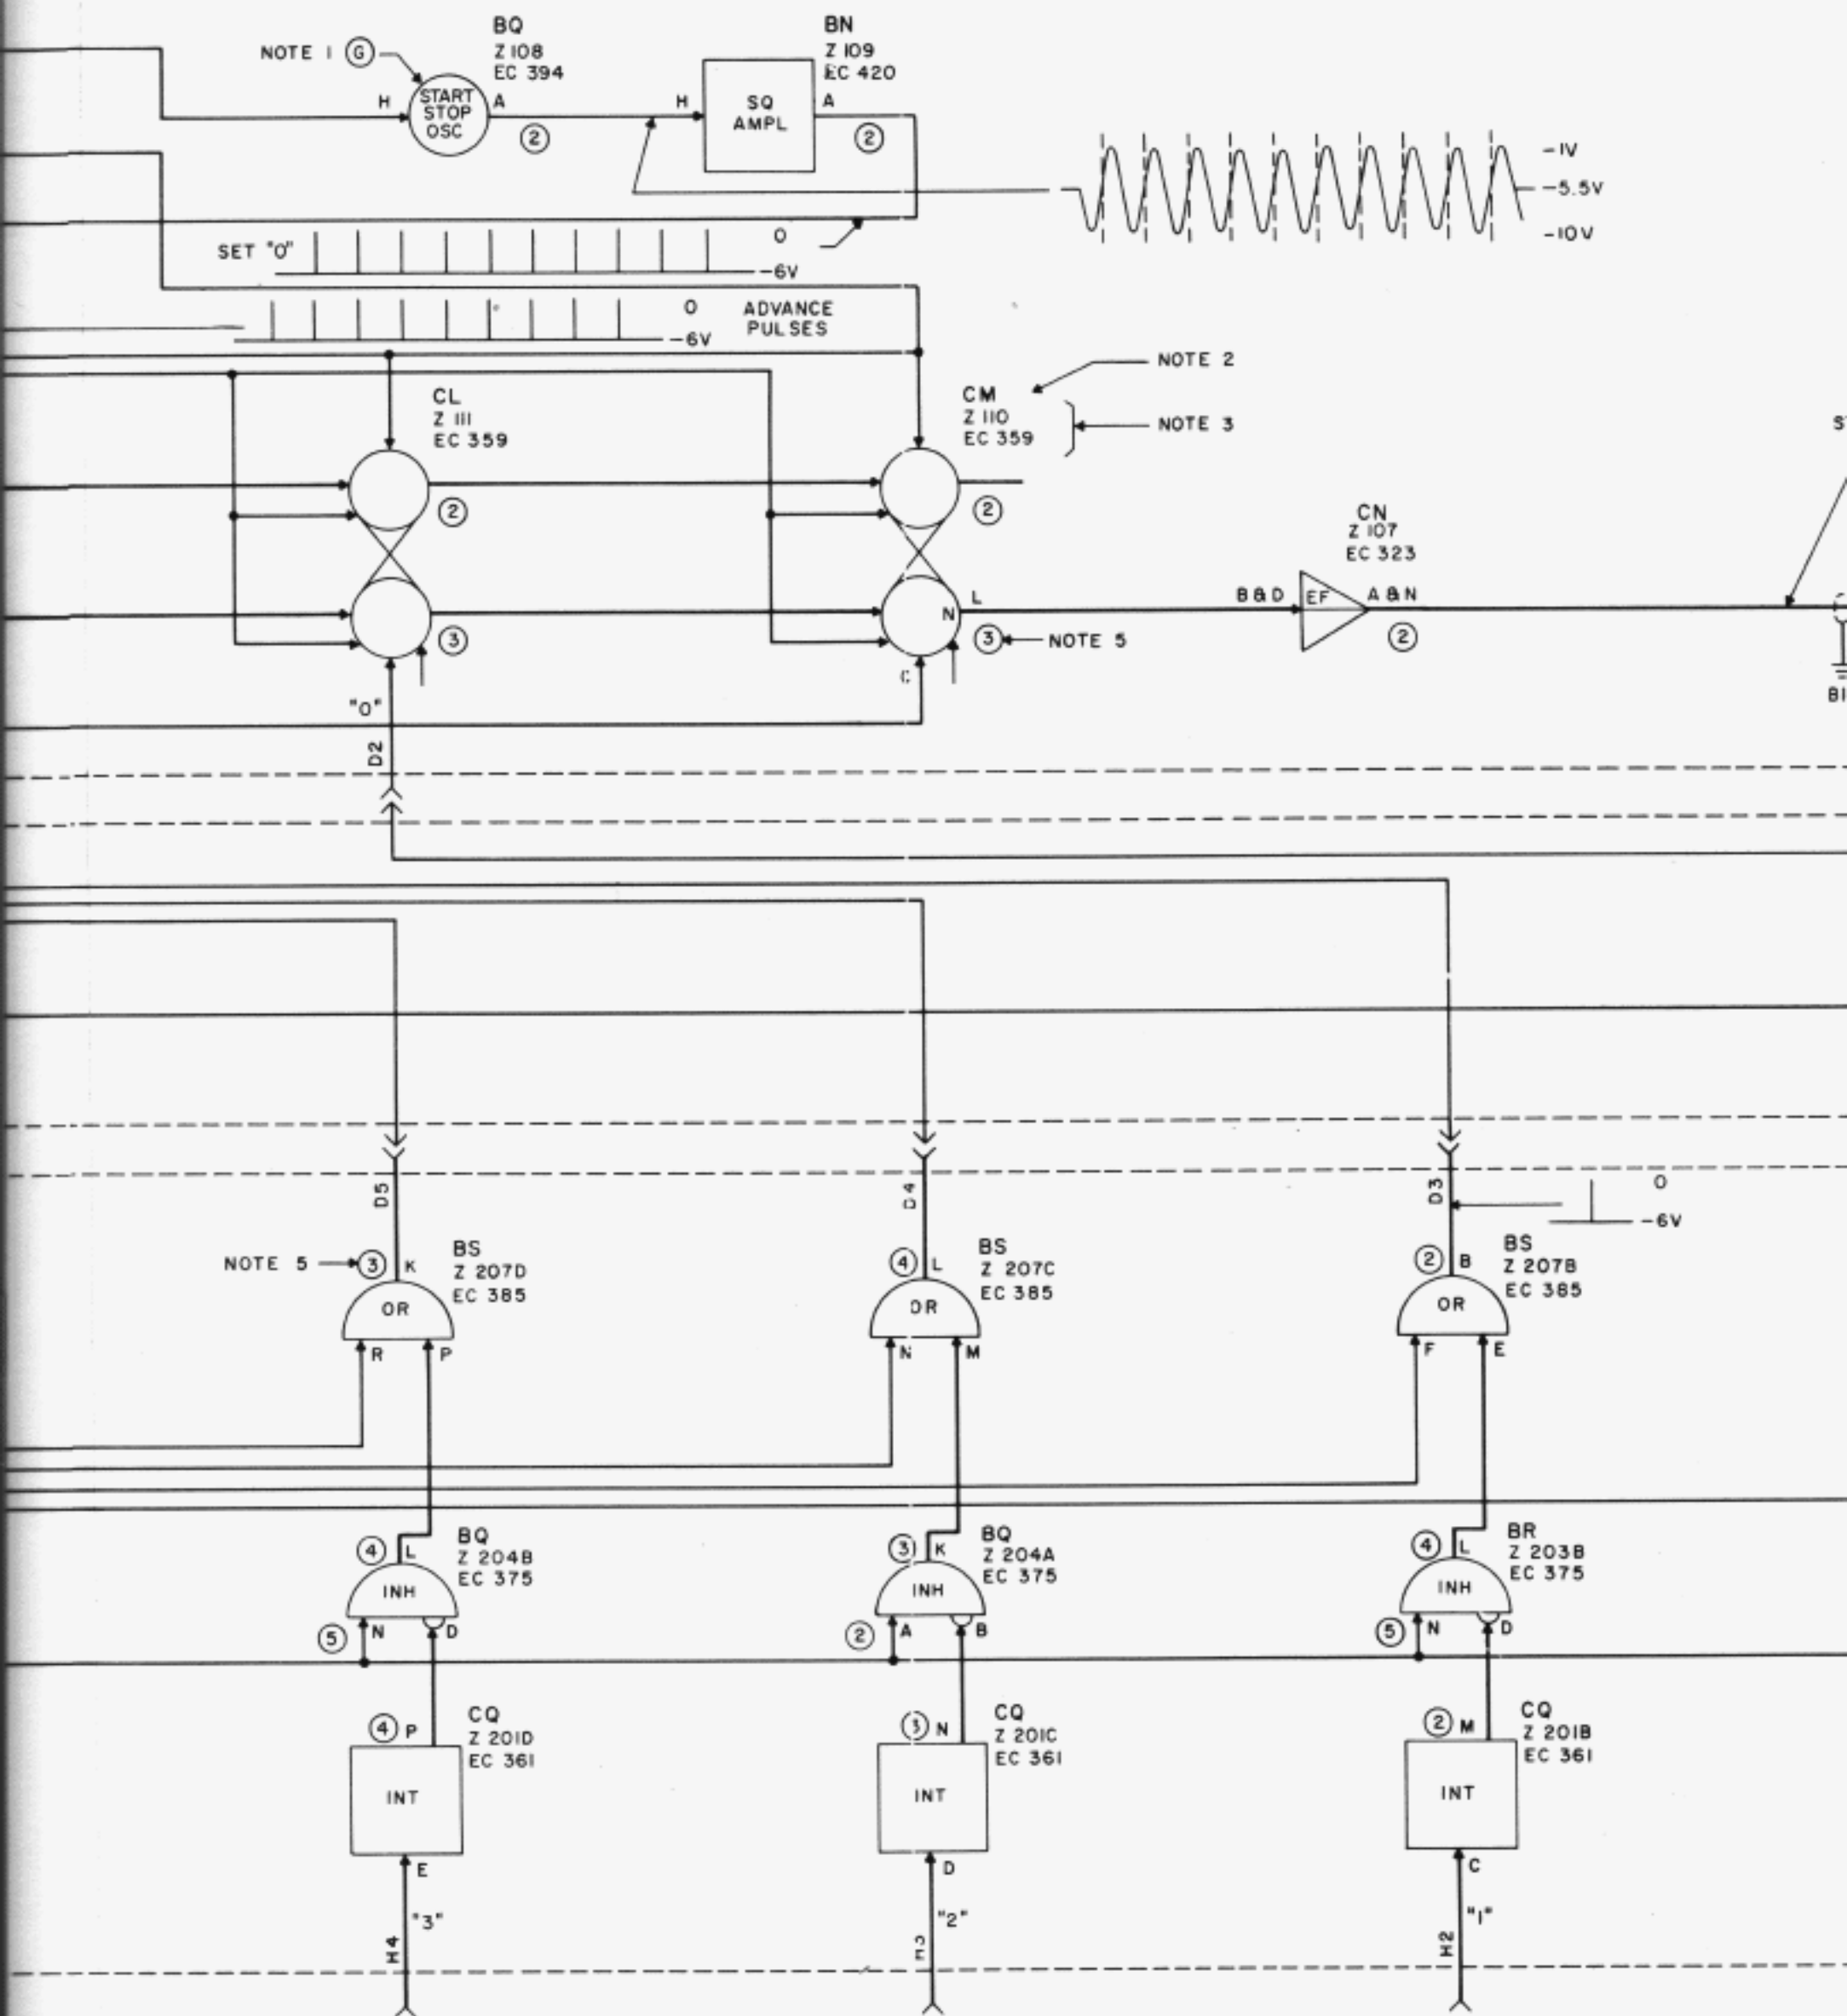 BQ
Z 108
EC 394
BN
Z 109
EC 420
NOTE 1 G
H
START
STOP
OSC
A
2
H
SQ
AMPL
A
2
-1V
-5.5V
-10V
SET "0"
0
-6V
0
-6V
ADVANCE
PULSES
NOTE 2
CL
Z 111
EC 359
CM
Z 110
EC 359
NOTE 3
2
2
CN
Z 107
EC 323
3
N
L
3
NOTE 5
B & D
EF
A & N
2
C
"0"
D2
D5
D4
D3
0
-6V
NOTE 5
3
K
BS
Z 207D
EC 385
4
L
BS
Z 207C
EC 385
2
B
BS
Z 207B
EC 385
OR
OR
OR
R
P
N
M
F
E
4
L
BQ
Z 204B
EC 375
3
K
BQ
Z 204A
EC 375
4
L
BR
Z 203B
EC 375
INH
INH
INH
5
N
D
2
A
B
5
N
D
4
P
CQ
Z 201D
EC 361
3
N
CQ
Z 201C
EC 361
2
M
CQ
Z 201B
EC 361
INT
INT
INT
E
D
C
"3"
"2"
"1"
H4
H3
H2